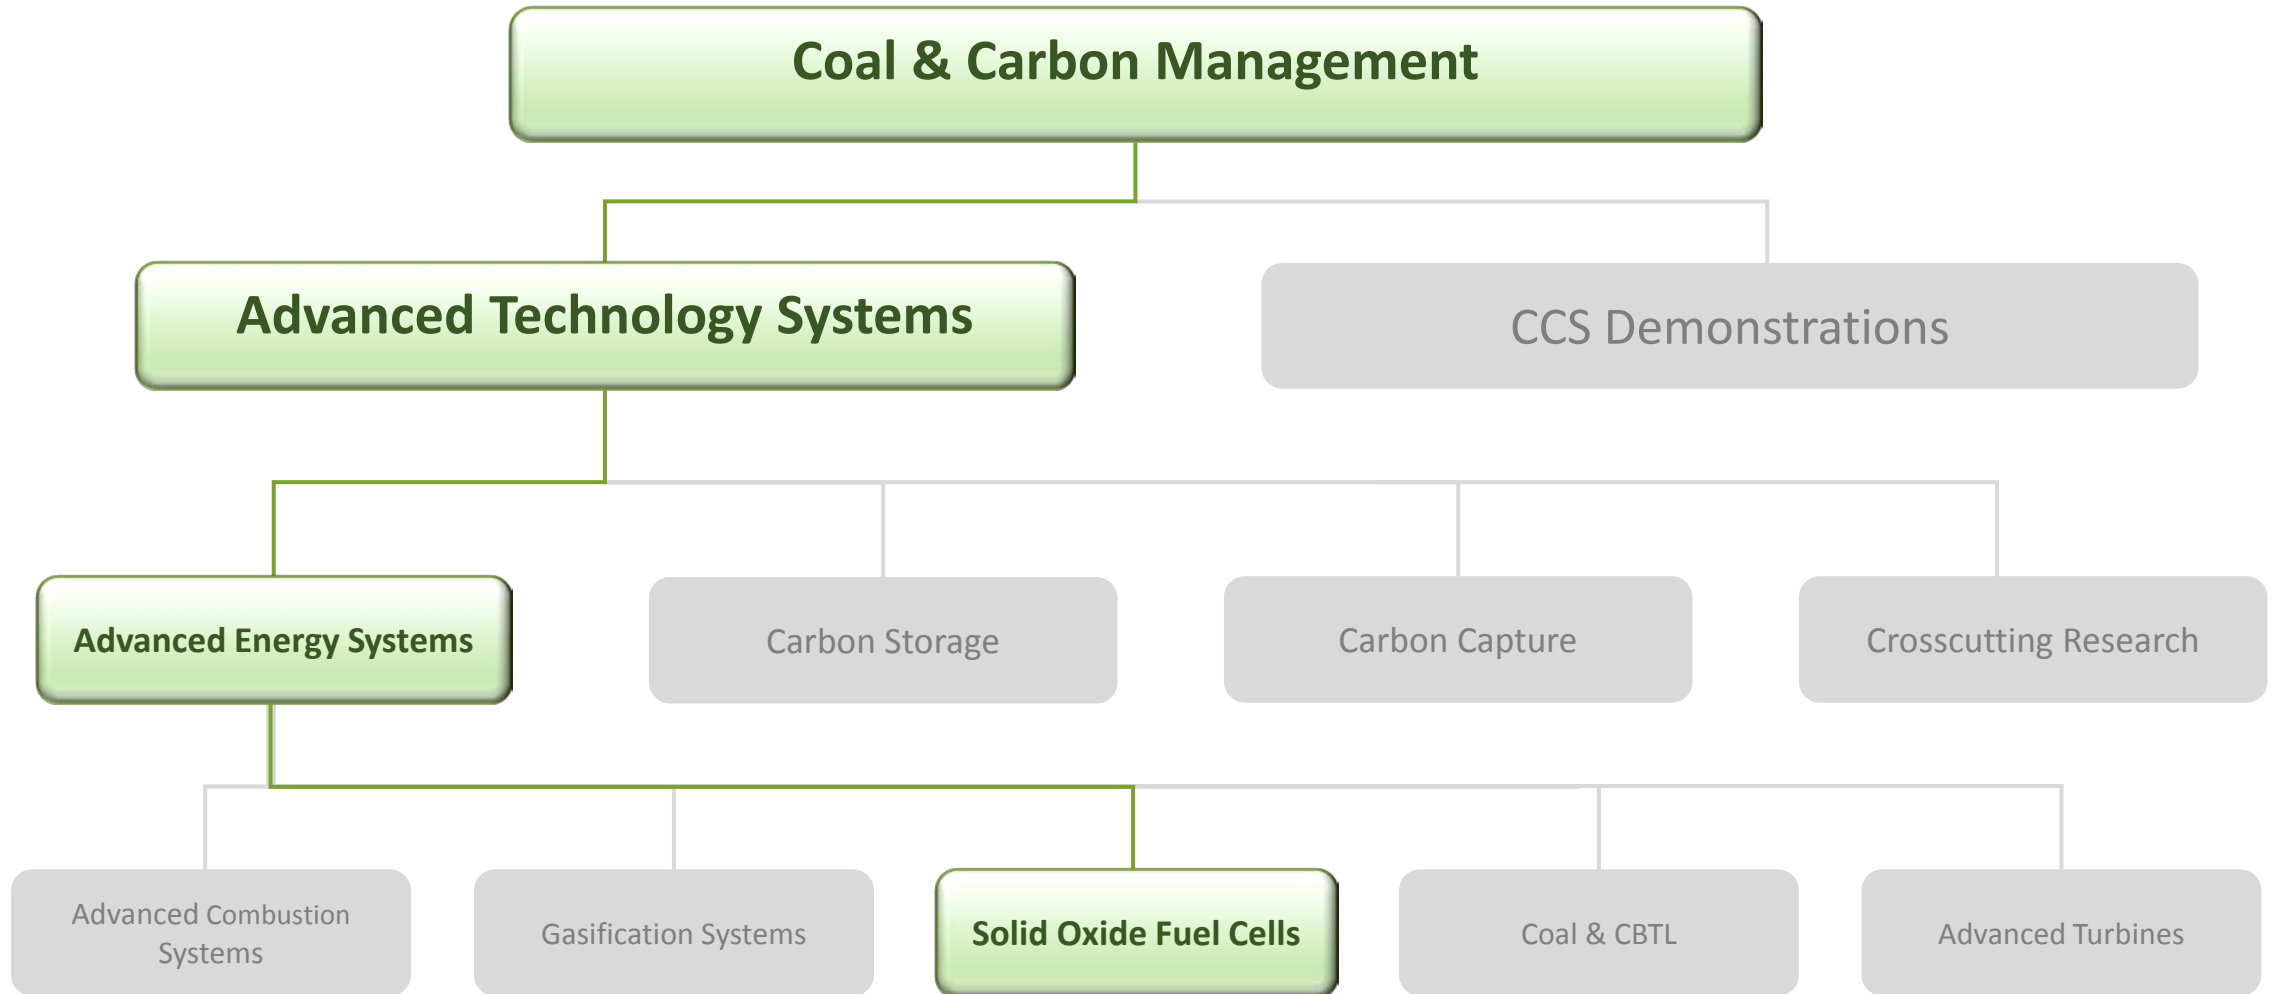 Coal & Carbon Management
Advanced Technology Systems
CCS Demonstrations
Advanced Energy Systems
Carbon Storage
Carbon Capture
Crosscutting Research
Advanced Combustion
Systems
Gasification Systems
Solid Oxide Fuel Cells
Coal & CBTL
Advanced Turbines